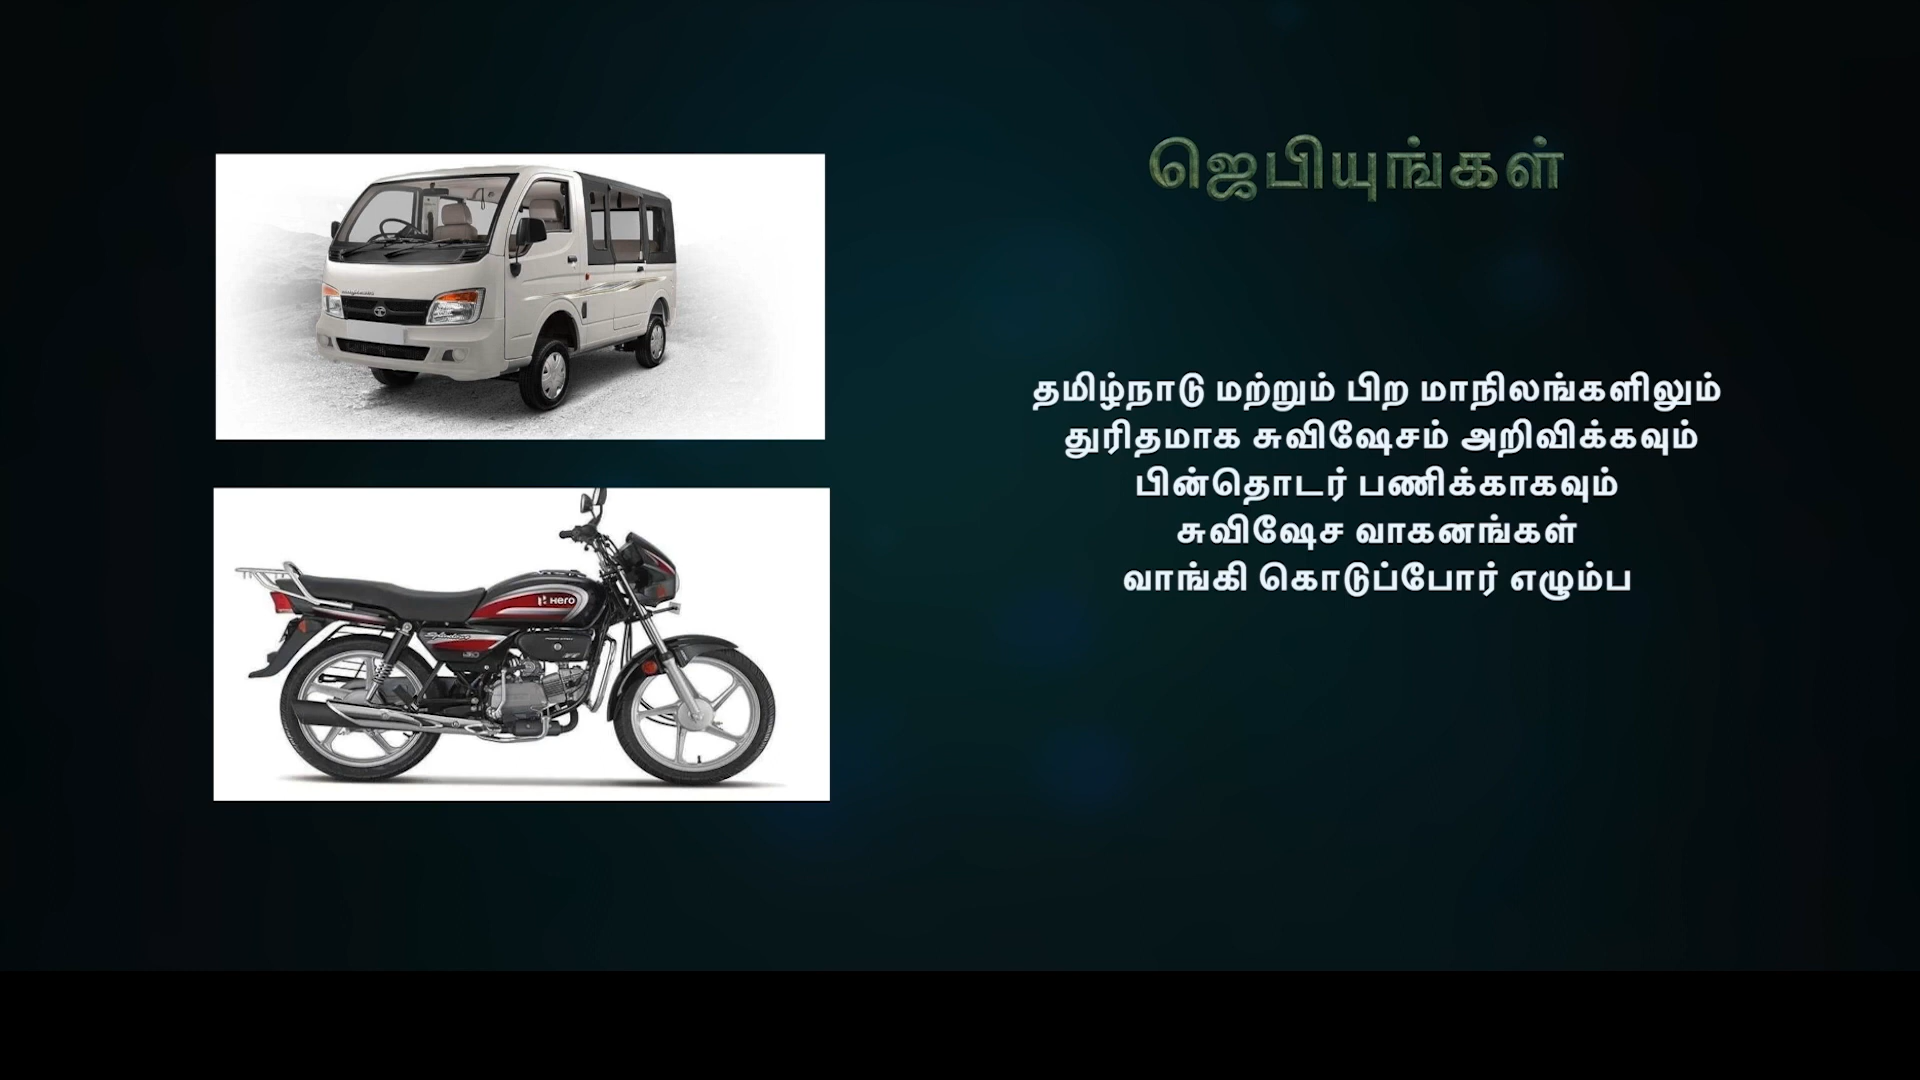 ஜெபியுங்கள்
தமிழ்நாடு மற்றும் பிற மாநிலங்களிலும்
துரிதமாக சுவிஷேசம் அறிவிக்கவும்
பின்தொடர் பணிக்காகவும்
சுவிஷேச வாகனங்கள்
வாங்கி கொடுப்போர் எழும்ப
Hero